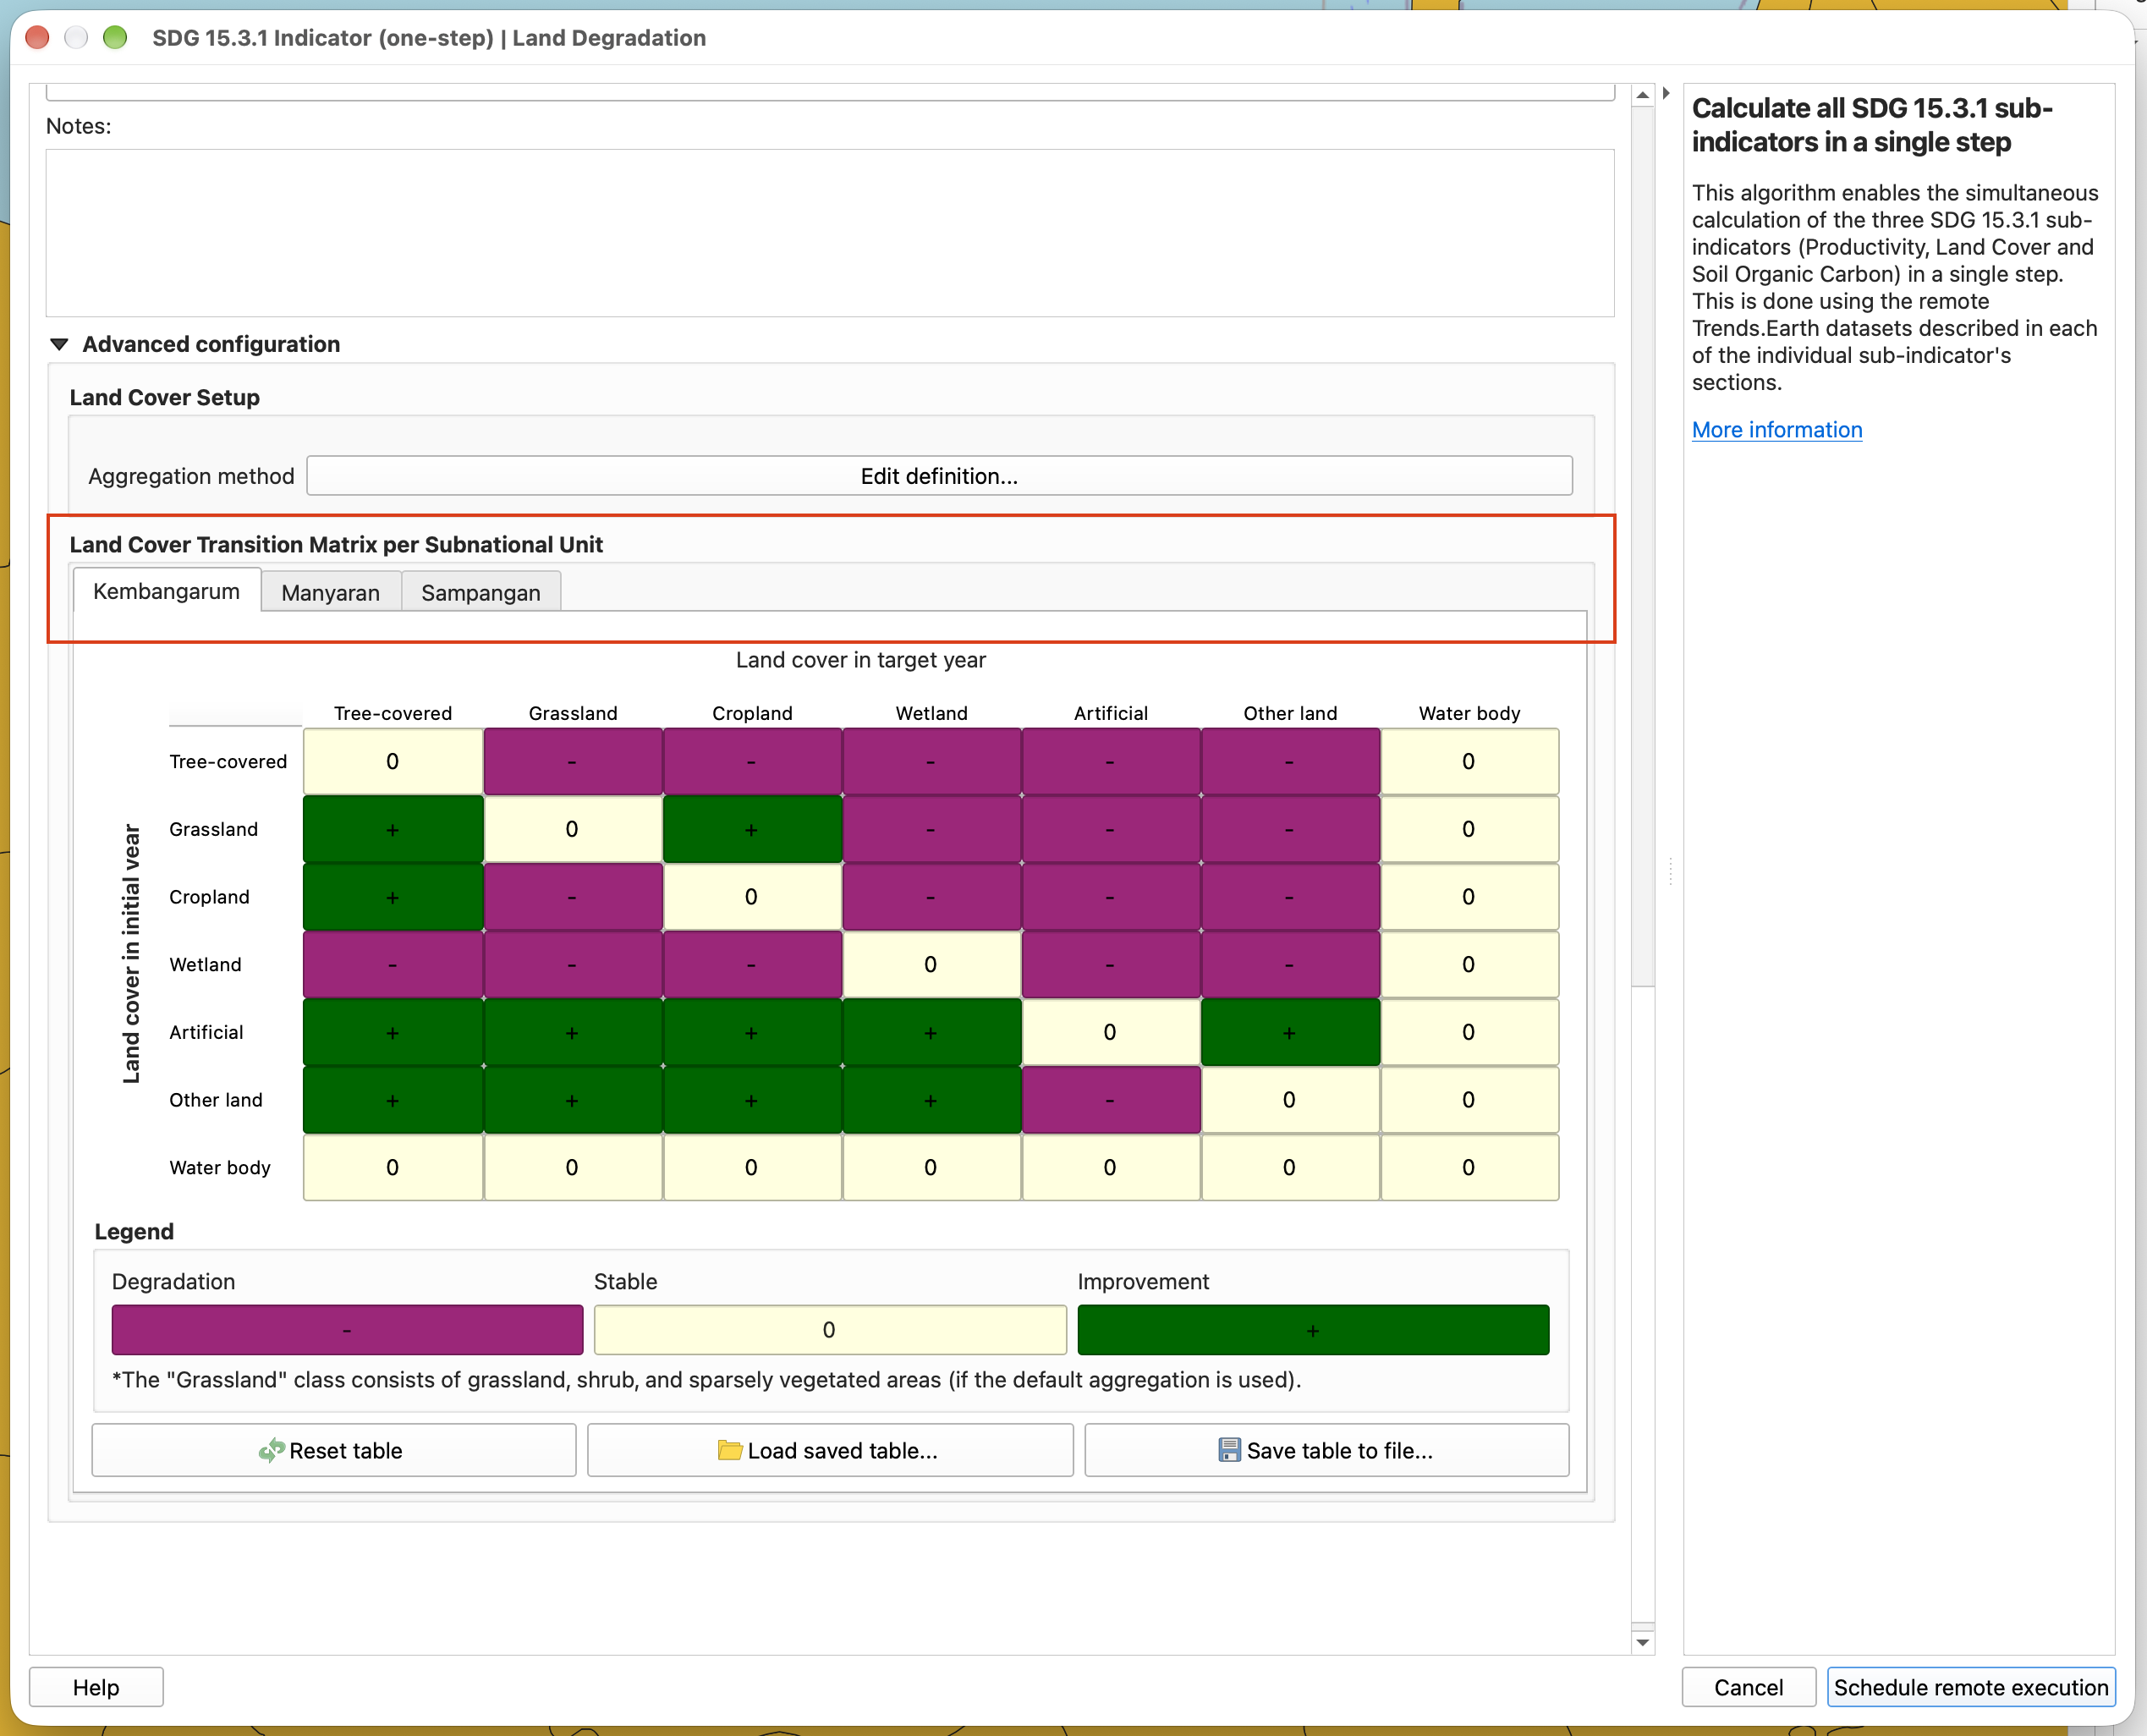 SDG 15.3.1 Indicator (one-step) | Land Degradation
Notes:
Advanced configuration
Land Cover Setup
Aggregation method
Edit definition...
Land Cover Transition Matrix per Subnational Unit
Kembangarum Manyaran Sampangan
Land cover in target year
Tree-covered Grassland Cropland Wetland Artificial Other land Water body
Land cover in initial year
Tree-covered 0 - - - - - 0
Grassland + 0 + - - - 0
Cropland + - 0 - - - 0
Wetland - - - 0 - - 0
Artificial + + + + 0 + 0
Other land + + + + - 0 0
Water body 0 0 0 0 0 0 0
Legend
Degradation Stable Improvement
- 0 +
*The "Grassland" class consists of grassland, shrub, and sparsely vegetated areas (if the default aggregation is used).
Reset table Load saved table... Save table to file...
Help
Calculate all SDG 15.3.1 sub-
indicators in a single step
This algorithm enables the simultaneous
calculation of the three SDG 15.3.1 sub-
indicators (Productivity, Land Cover and
Soil Organic Carbon) in a single step.
This is done using the remote
Trends.Earth datasets described in each
of the individual sub-indicator's
sections.
More information
Cancel Schedule remote execution